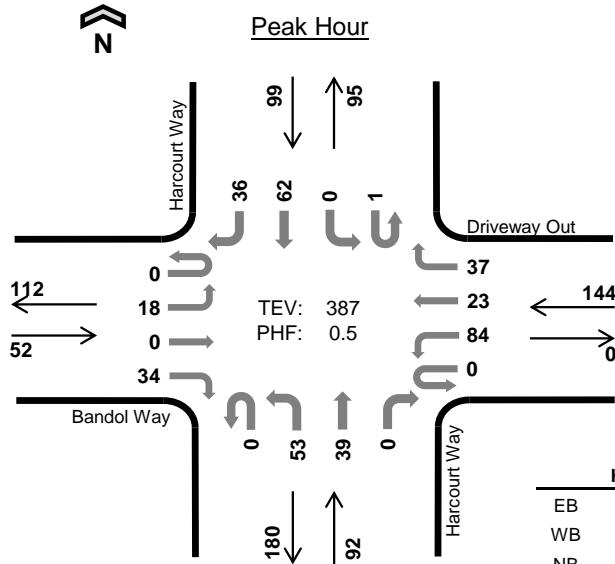 Peak Hour
N
99
95
Harcourt Way
36
62
0
1
Driveway Out
0
37
112
18
TEV: 387
23
144
52
0
PHF: 0.5
84
0
34
0
Bandol Way
0
53
39
0
Harcourt Way
180
92
EB
WB
NB